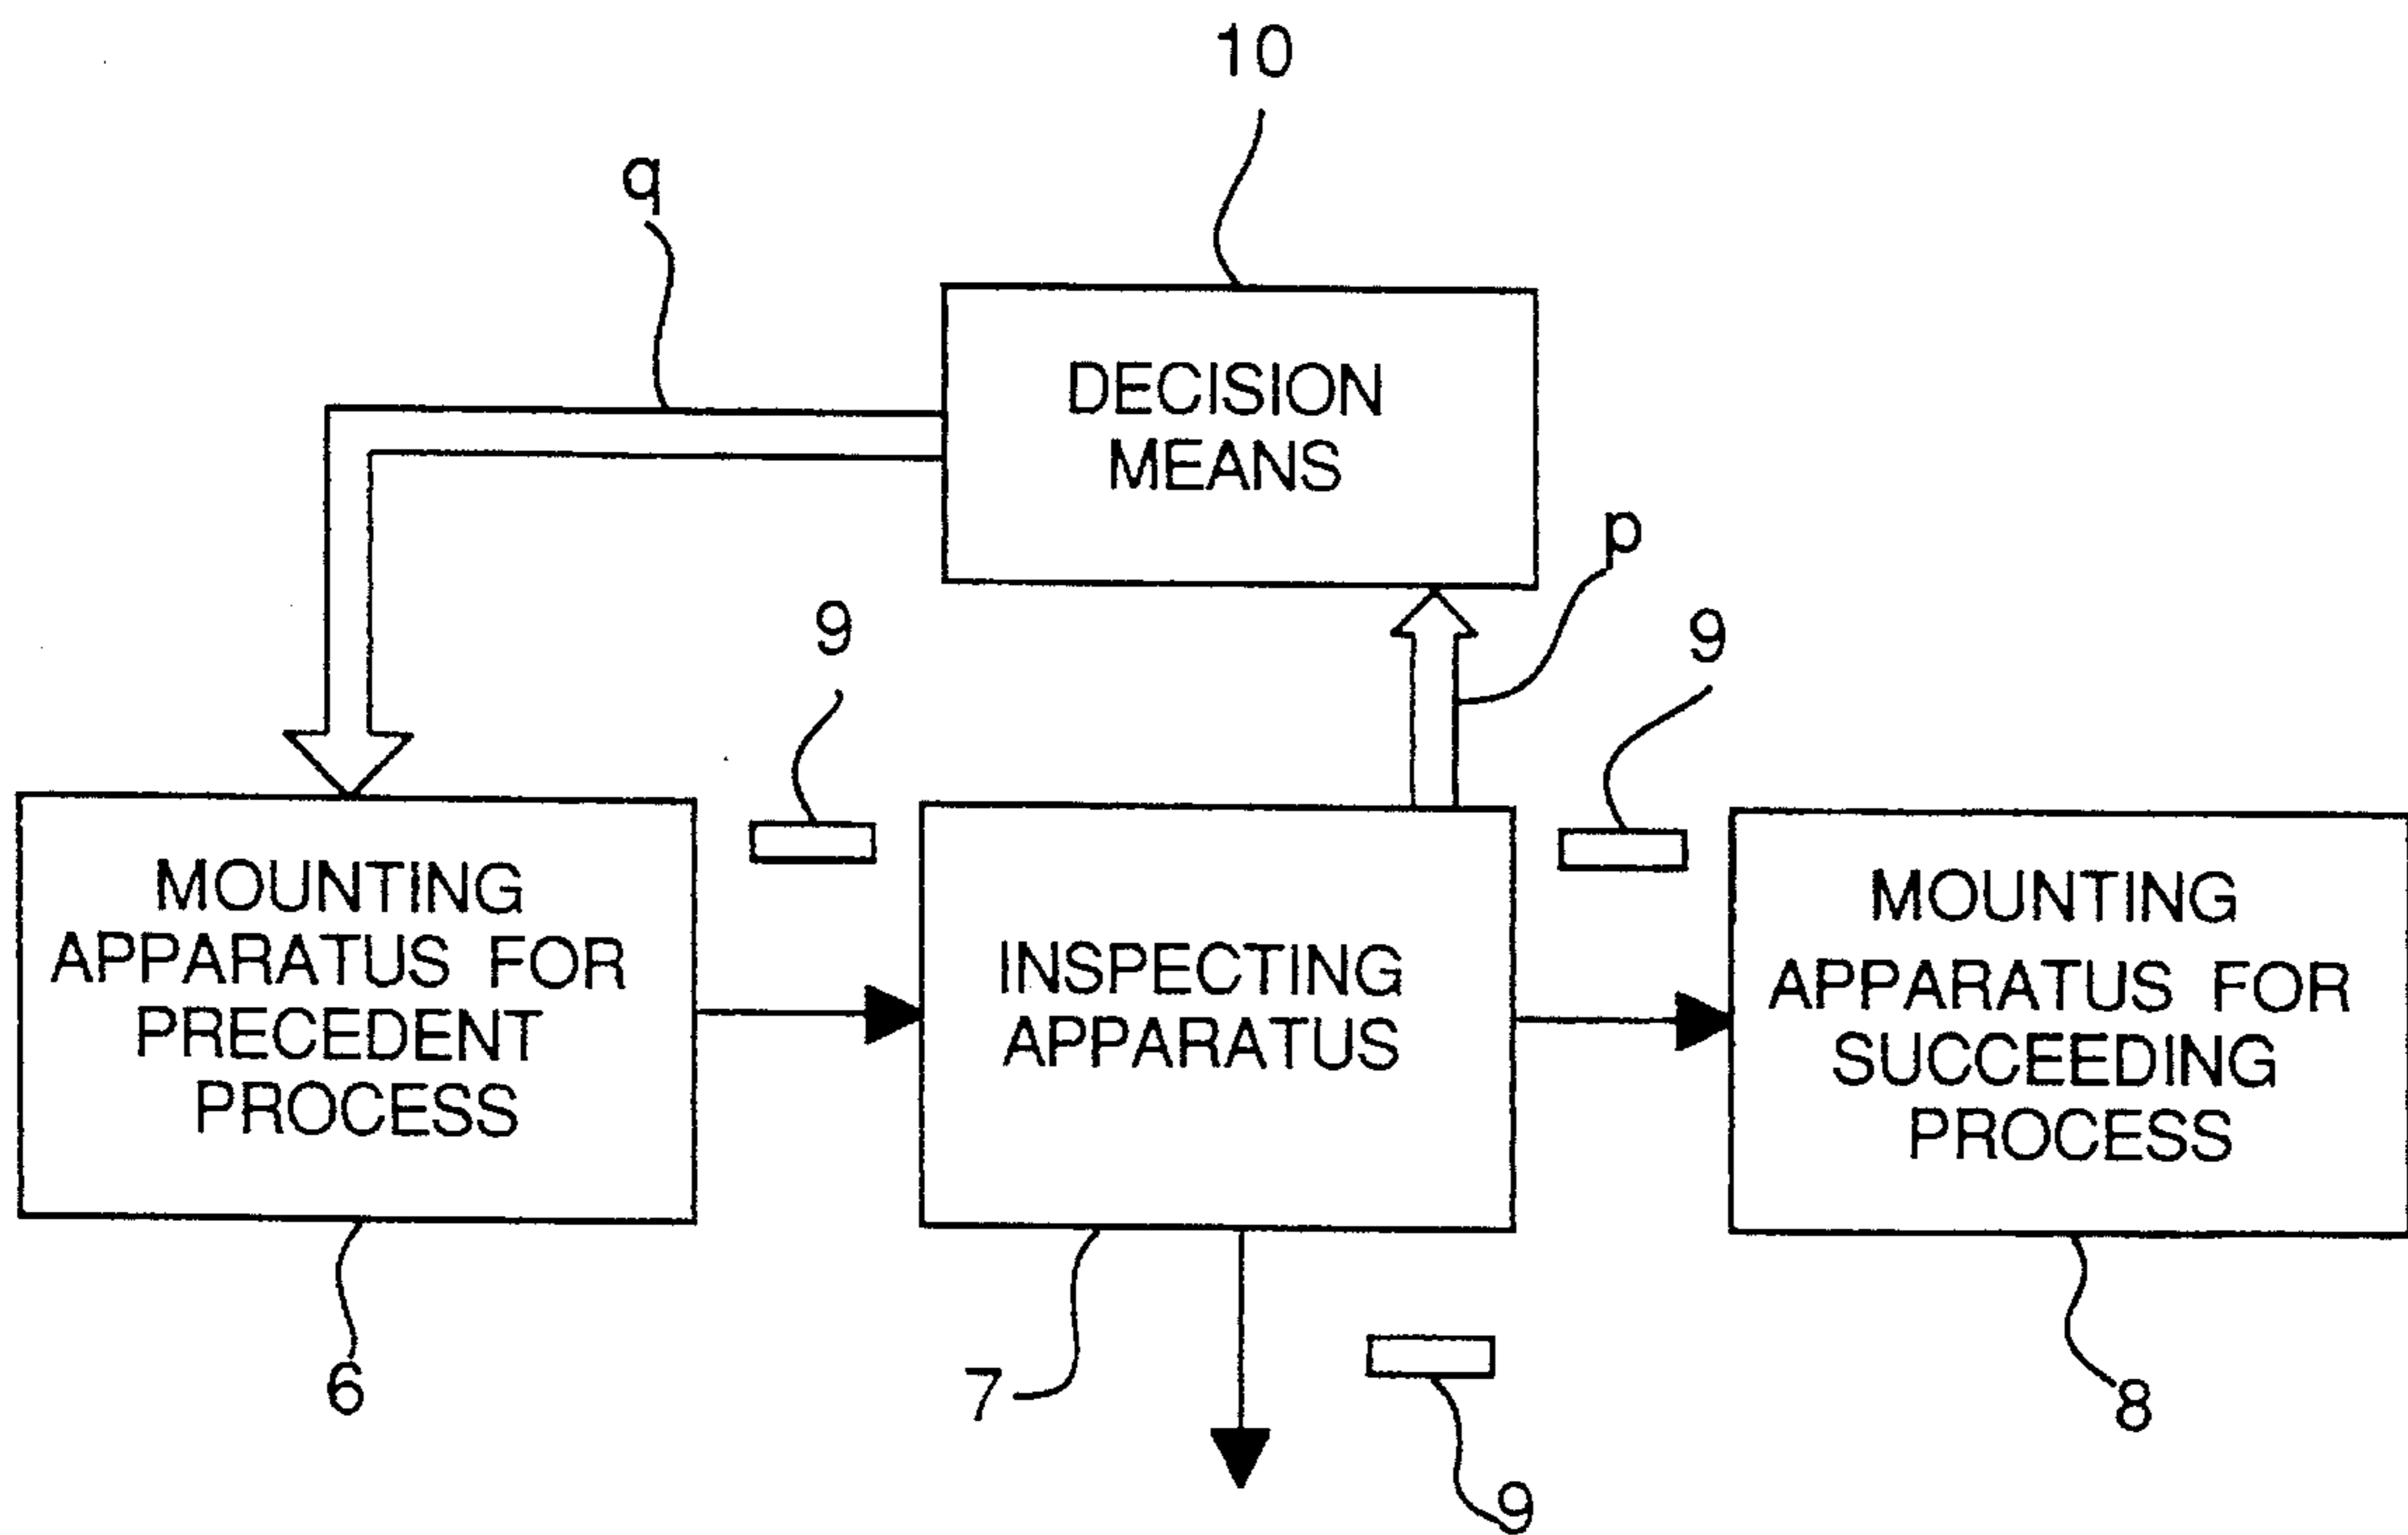 10
q
DECISION
MEANS
p
9
9
MOUNTING
APPARATUS FOR
PRECEDENT
PROCESS
INSPECTING
APPARATUS
MOUNTING
APPARATUS FOR
SUCCEEDING
PROCESS
6
7
8
9